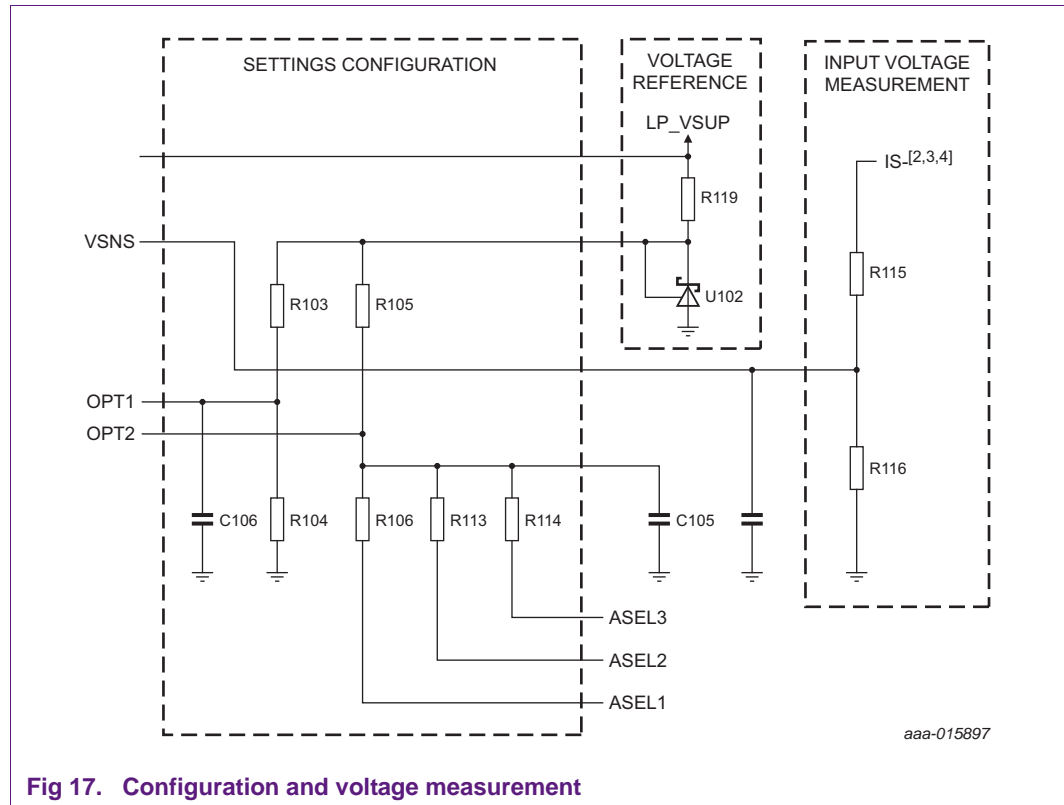 SETTINGS CONFIGURATION
VOLTAGE
REFERENCE
INPUT VOLTAGE
MEASUREMENT
LP_VSUP
IS-[2,3,4]
R119
VSNS
R115
R103
R105
U102
OPT1
OPT2
R116
C106
R104
R106
R113
R114
C105
ASEL3
ASEL2
ASEL1
aaa-015897
Fig 17. Configuration and voltage measurement